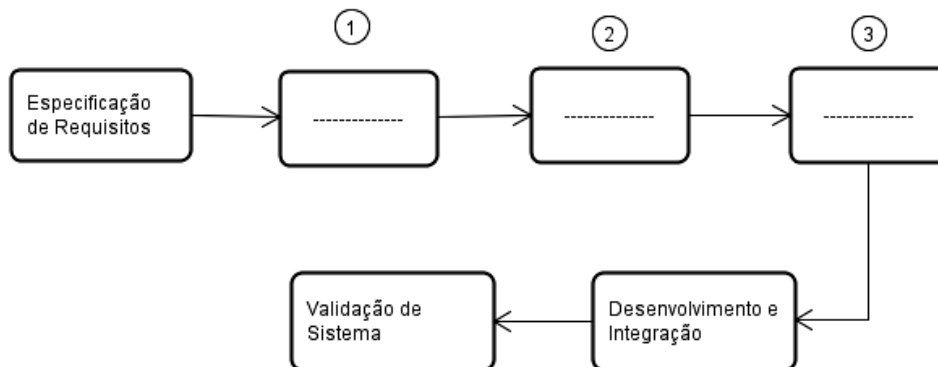 1
2
3
Especificação
de Requisitos
--------------
--------------
--------------
Validação de
Sistema
Desenvolvimento e
Integração